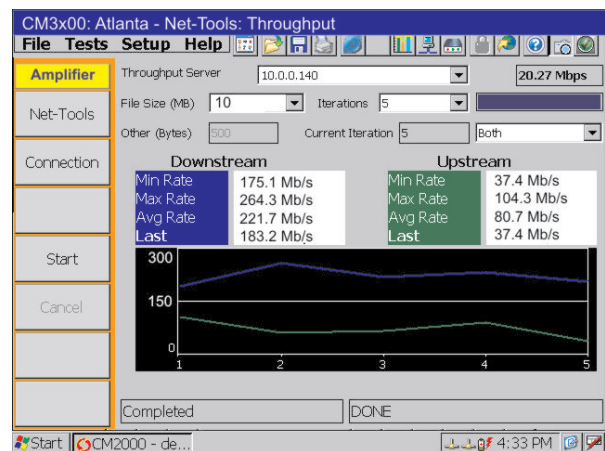 CM3x00: Atlanta - Net-Tools: Throughput
File Tests Setup Help
Amplifier
Throughput Server 10.0.0.140 20.27 Mbps
Net-Tools
File Size (MB) 10 Iterations 5
Other (Bytes) 500 Current Iteration 5 Both
Connection
Downstream Upstream
Min Rate 175.1 Mb/s Min Rate 37.4 Mb/s
Max Rate 264.3 Mb/s Max Rate 104.3 Mb/s
Avg Rate 221.7 Mb/s Avg Rate 80.7 Mb/s
Last 183.2 Mb/s Last 37.4 Mb/s
Start
Cancel
300
150
0
1 2 3 4 5
Completed DONE
Start CM2000 - de... 4:33 PM